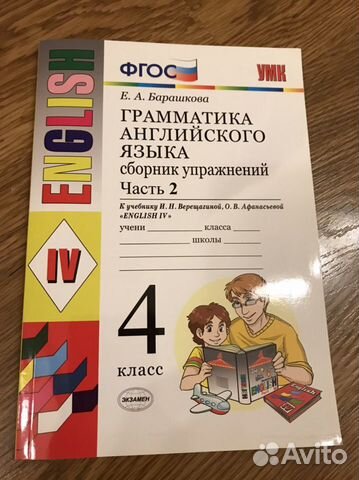 ФГОС
УМК
Е. А. Барашкова
ГРАММАТИКА
АНГЛИЙСКОГО
ЯЗЫКА
сборник упражнений
Часть 2
К учебнику И. Н. Верещагиной, О. В. Афанасьевой
«ENGLISH IV»
учени класса
школы
ENGLISH
IV
4
класс
ENGLISH
ЭКЗАМЕН
Avito